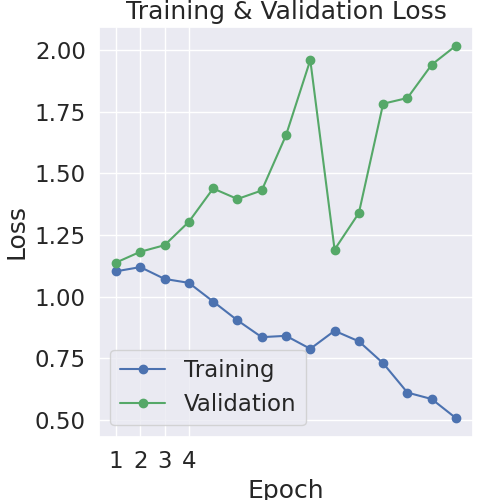 Training & Validation Loss
2.00
1.75
1.50
1.25
1.00
0.75
0.50
Loss
Training
Validation
1 2 3 4
Epoch